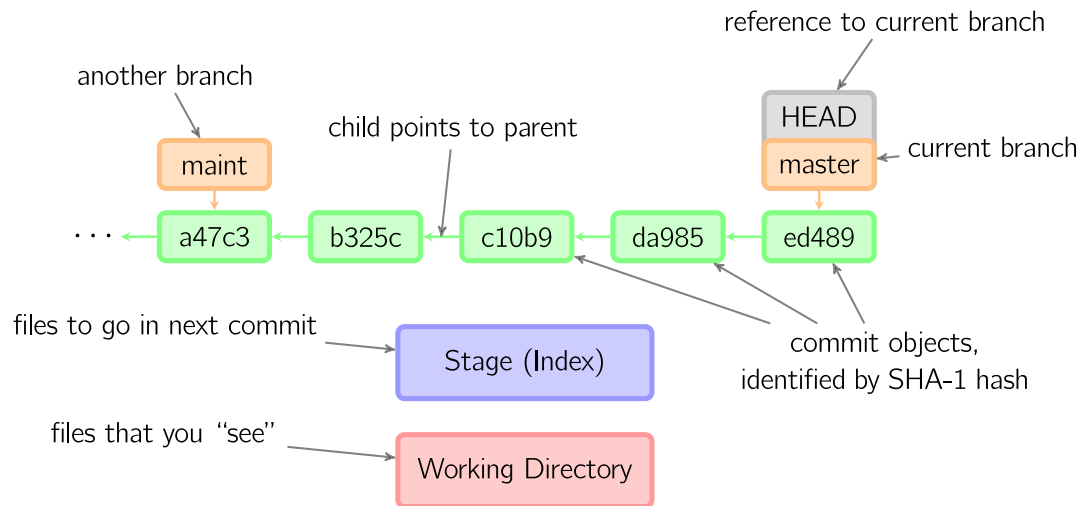 reference to current branch
another branch
HEAD
child points to parent
current branch
maint
master
...
a47c3
b325c
c10b9
da985
ed489
files to go in next commit
Stage (Index)
commit objects,
identified by SHA-1 hash
files that you “see”
Working Directory